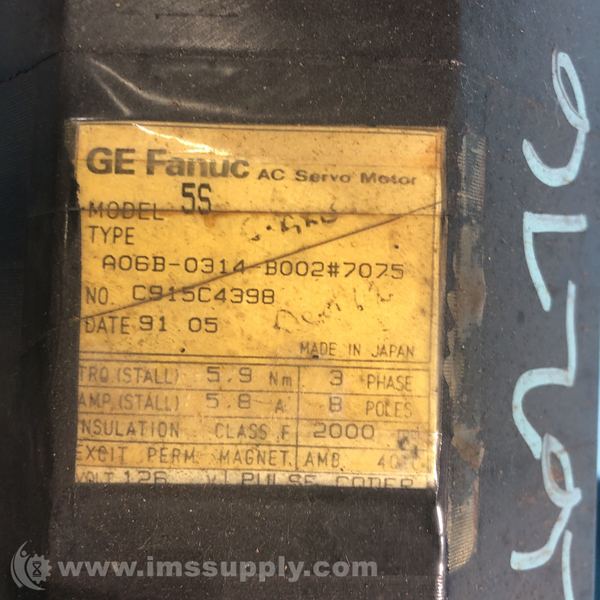 GE Fanuc AC Servo Motor
MODEL 5S
TYPE
A06B-0314-B002#7075
NO. C915C4398
DATE 91.05
MADE IN JAPAN
TRQ.(STALL) 5.9 Nm 3 PHASE
AMP.(STALL) 5.8 A 8 POLES
INSULATION CLASS F 2000
EXCIT PERM. MAGNET AMB. 40°C
VOLT 126 V PULSE CODER
www.imssupply.com